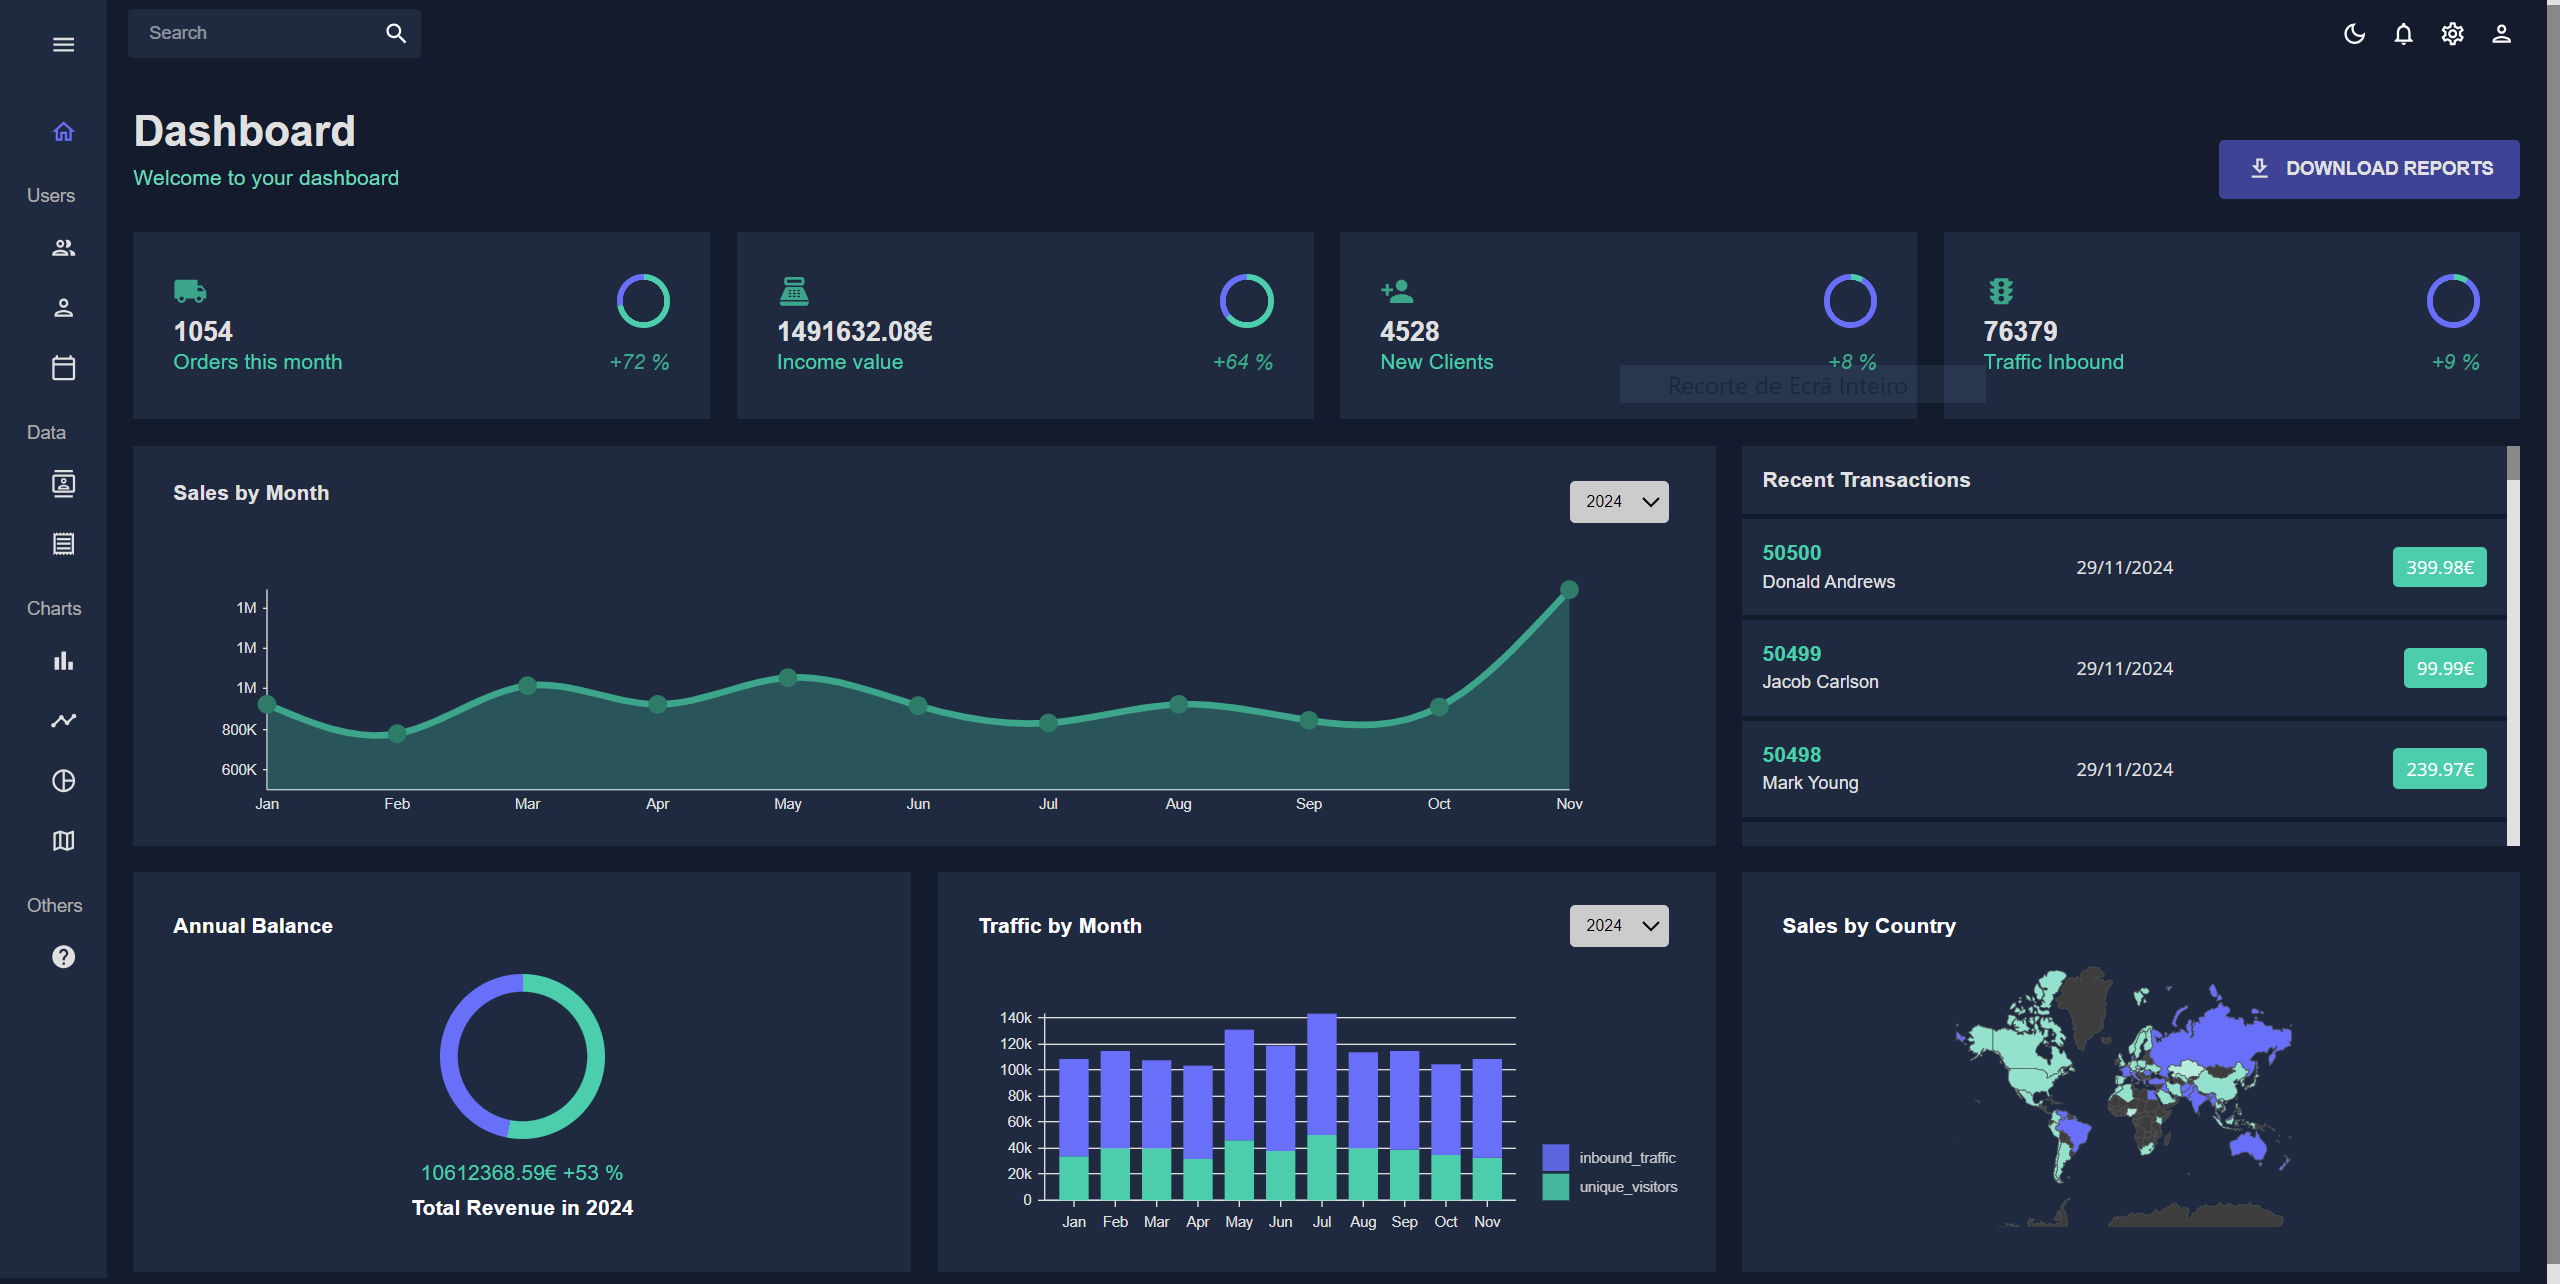 Search
Dashboard
Welcome to your dashboard
DOWNLOAD REPORTS
Users
Data
Charts
Others
1054
Orders this month
+72 %
1491632.08€
Income value
+64 %
4528
New Clients
+8 %
76379
Traffic Inbound
+9 %
Recorte de Ecrã Inteiro
Sales by Month
2024
1M
1M
1M
800K
600K
Jan Feb Mar Apr May Jun Jul Aug Sep Oct Nov
Recent Transactions
50500
Donald Andrews
29/11/2024
399.98€
50499
Jacob Carlson
29/11/2024
99.99€
50498
Mark Young
29/11/2024
239.97€
Annual Balance
10612368.59€ +53 %
Total Revenue in 2024
Traffic by Month
2024
140k
120k
100k
80k
60k
40k
20k
0
Jan Feb Mar Apr May Jun Jul Aug Sep Oct Nov
inbound_traffic
unique_visitors
Sales by Country